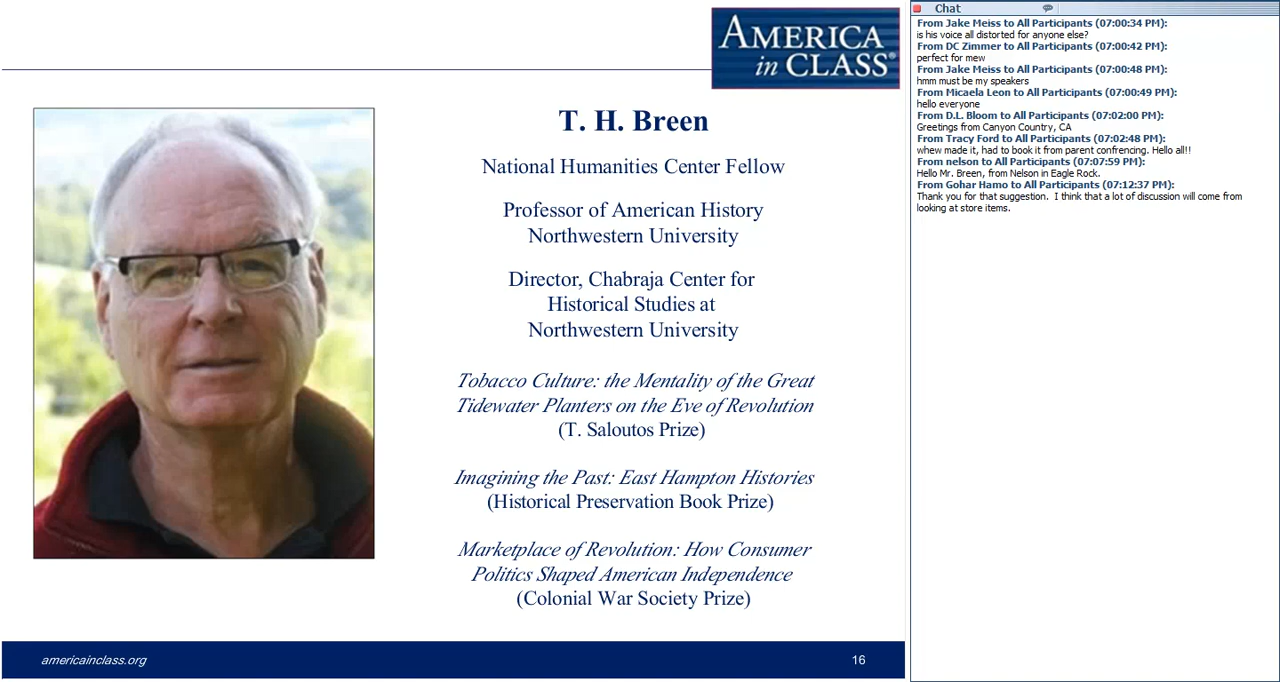 AMERICA
in CLASS®
T. H. Breen
National Humanities Center Fellow
Professor of American History
Northwestern University
Director, Chabraja Center for
Historical Studies at
Northwestern University
Tobacco Culture: the Mentality of the Great
Tidewater Planters on the Eve of Revolution
(T. Saloutos Prize)
Imagining the Past: East Hampton Histories
(Historical Preservation Book Prize)
Marketplace of Revolution: How Consumer
Politics Shaped American Independence
(Colonial War Society Prize)
americainclass.org
16
Chat
From Jake Meiss to All Participants (07:00:34 PM):
is his voice all distorted for anyone else?
From DC Zimmer to All Participants (07:00:42 PM):
perfect for mew
From Jake Meiss to All Participants (07:00:48 PM):
hmm must be my speakers
From Micaela Leon to All Participants (07:00:49 PM):
hello everyone
From D.L. Bloom to All Participants (07:02:00 PM):
Greetings from Canyon Country, CA
From Tracy Ford to All Participants (07:02:48 PM):
whew made it, had to book it from parent confrencing. Hello all!!
From nelson to All Participants (07:07:59 PM):
Hello Mr. Breen, from Nelson in Eagle Rock.
From Gohar Hamo to All Participants (07:12:37 PM):
Thank you for that suggestion.  I think that a lot of discussion will come from
looking at store items.